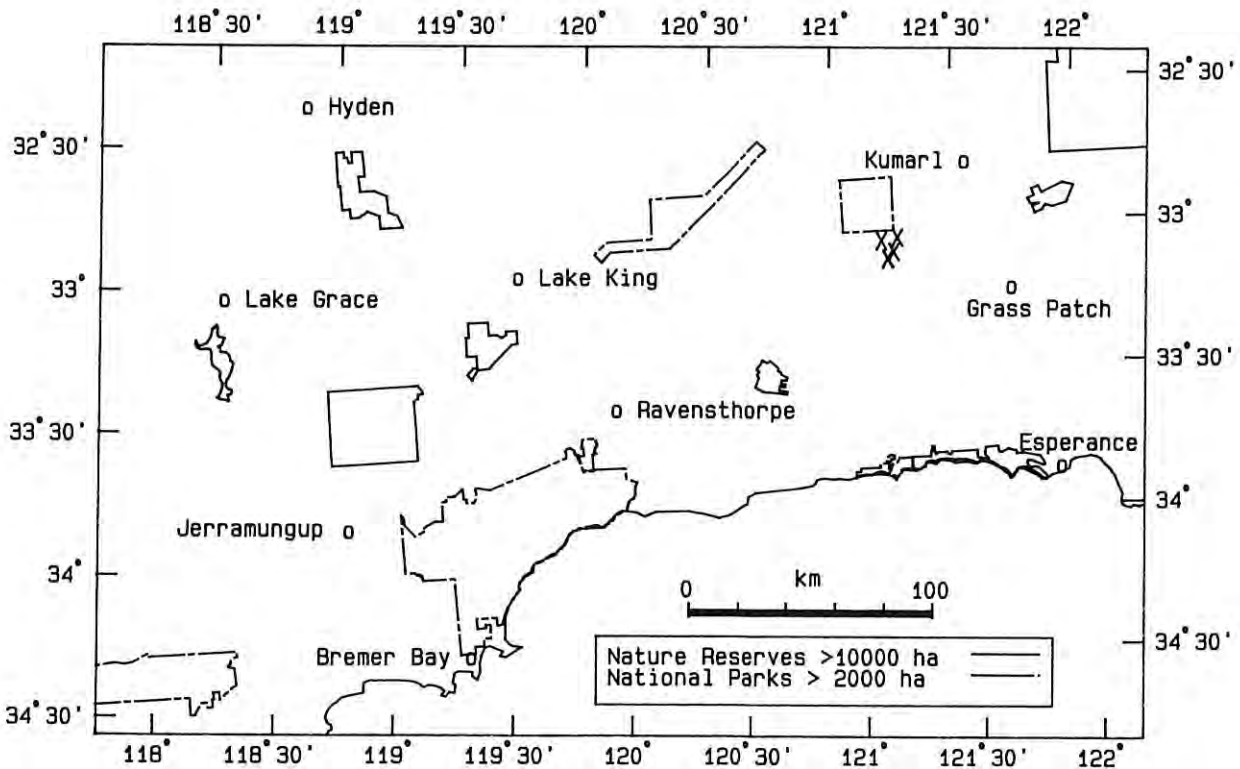 118°30' 119° 119°30' 120° 120°30' 121° 121°30' 122°
32°30'
Hyden
32°30'
Kumarl
33°
Lake King
33°
Lake Grace
Grass Patch
33°30'
Ravensthorpe
33°30'
Esperance
34°
Jerramungup
34°
km
0 100
34°30'
Bremer Bay
Nature Reserves >10000 ha
National Parks > 2000 ha
34°30'
118° 118°30' 119° 119°30' 120° 120°30' 121° 121°30' 122°